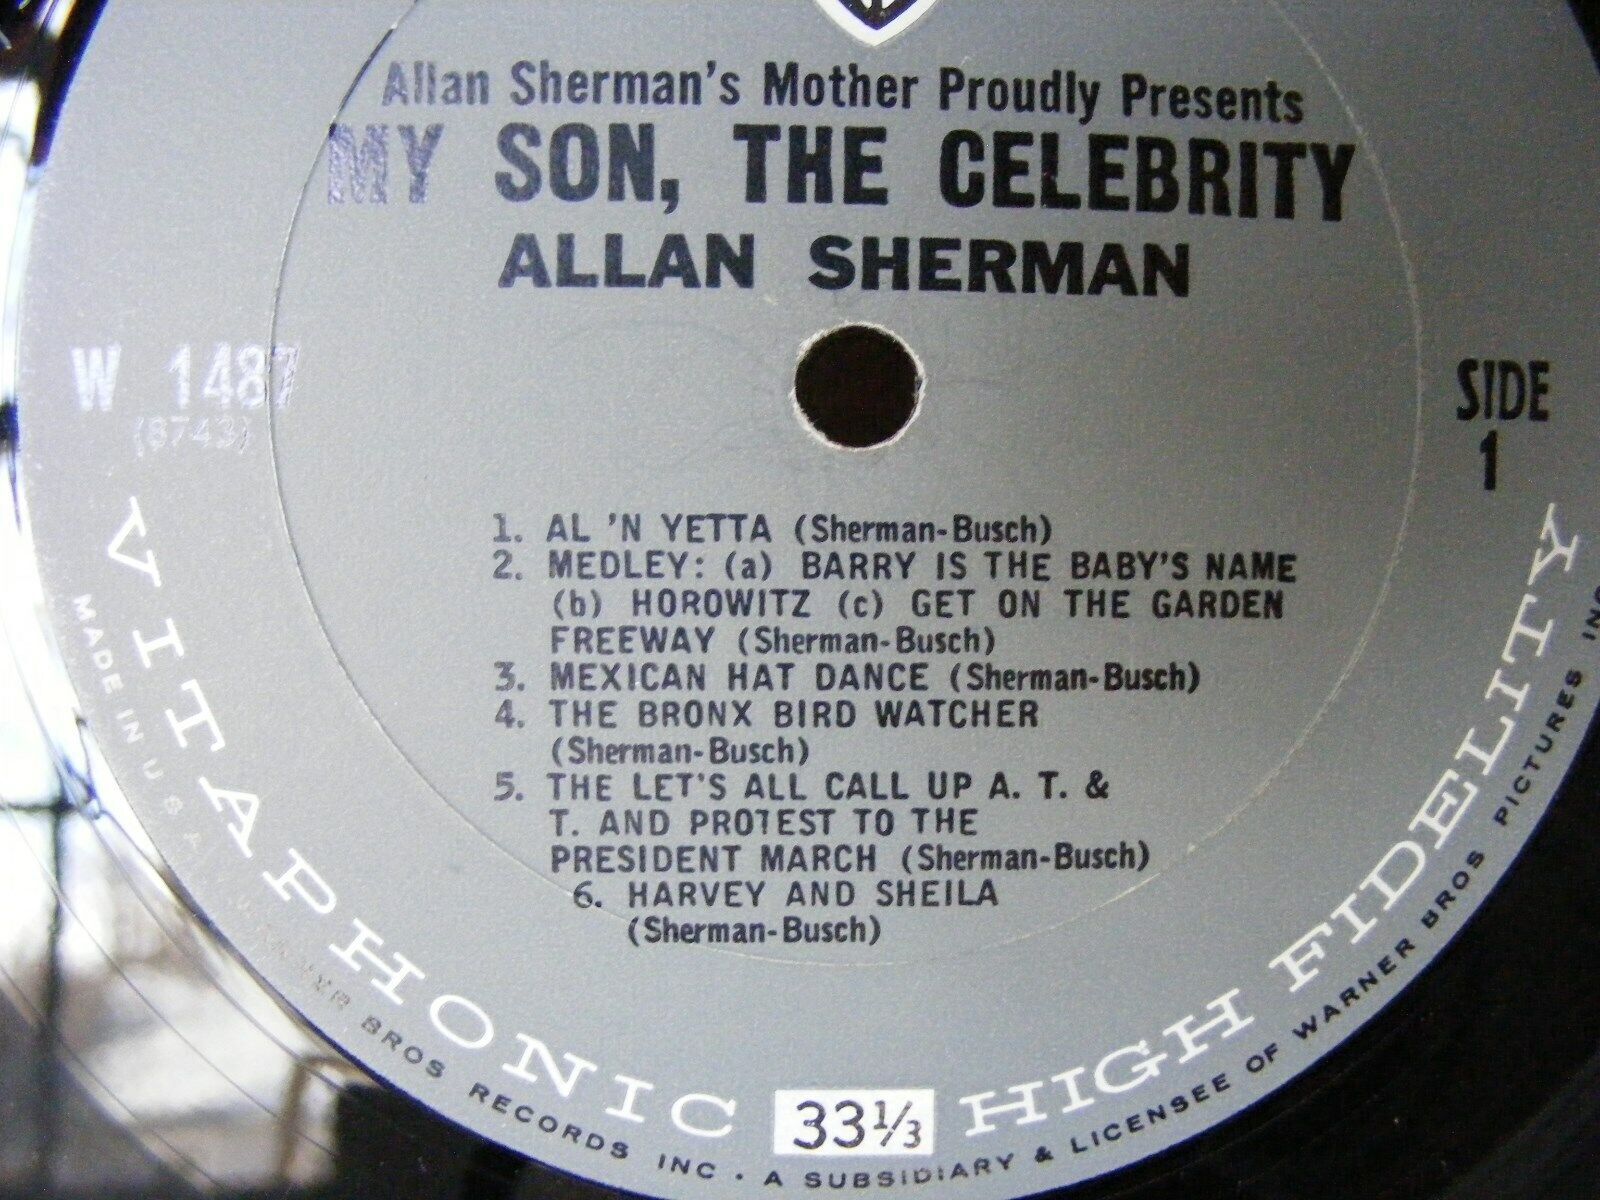 Allan Sherman's Mother Proudly Presents
MY SON, THE CELEBRITY
ALLAN SHERMAN
W 1487
(8743)
SIDE
1
1. AL 'N YETTA (Sherman-Busch)
2. MEDLEY: (a) BARRY IS THE BABY'S NAME
(b) HOROWITZ (c) GET ON THE GARDEN
FREEWAY (Sherman-Busch)
3. MEXICAN HAT DANCE (Sherman-Busch)
4. THE BRONX BIRD WATCHER
(Sherman-Busch)
5. THE LET'S ALL CALL UP A. T. &
T. AND PROTEST TO THE
PRESIDENT MARCH (Sherman-Busch)
6. HARVEY AND SHEILA
(Sherman-Busch)
VITAPHONIC 33⅓ HIGH FIDELITY
MADE IN U S A WARNER BROS RECORDS INC • A SUBSIDIARY & LICENSEE OF WARNER BROS PICTURES INC